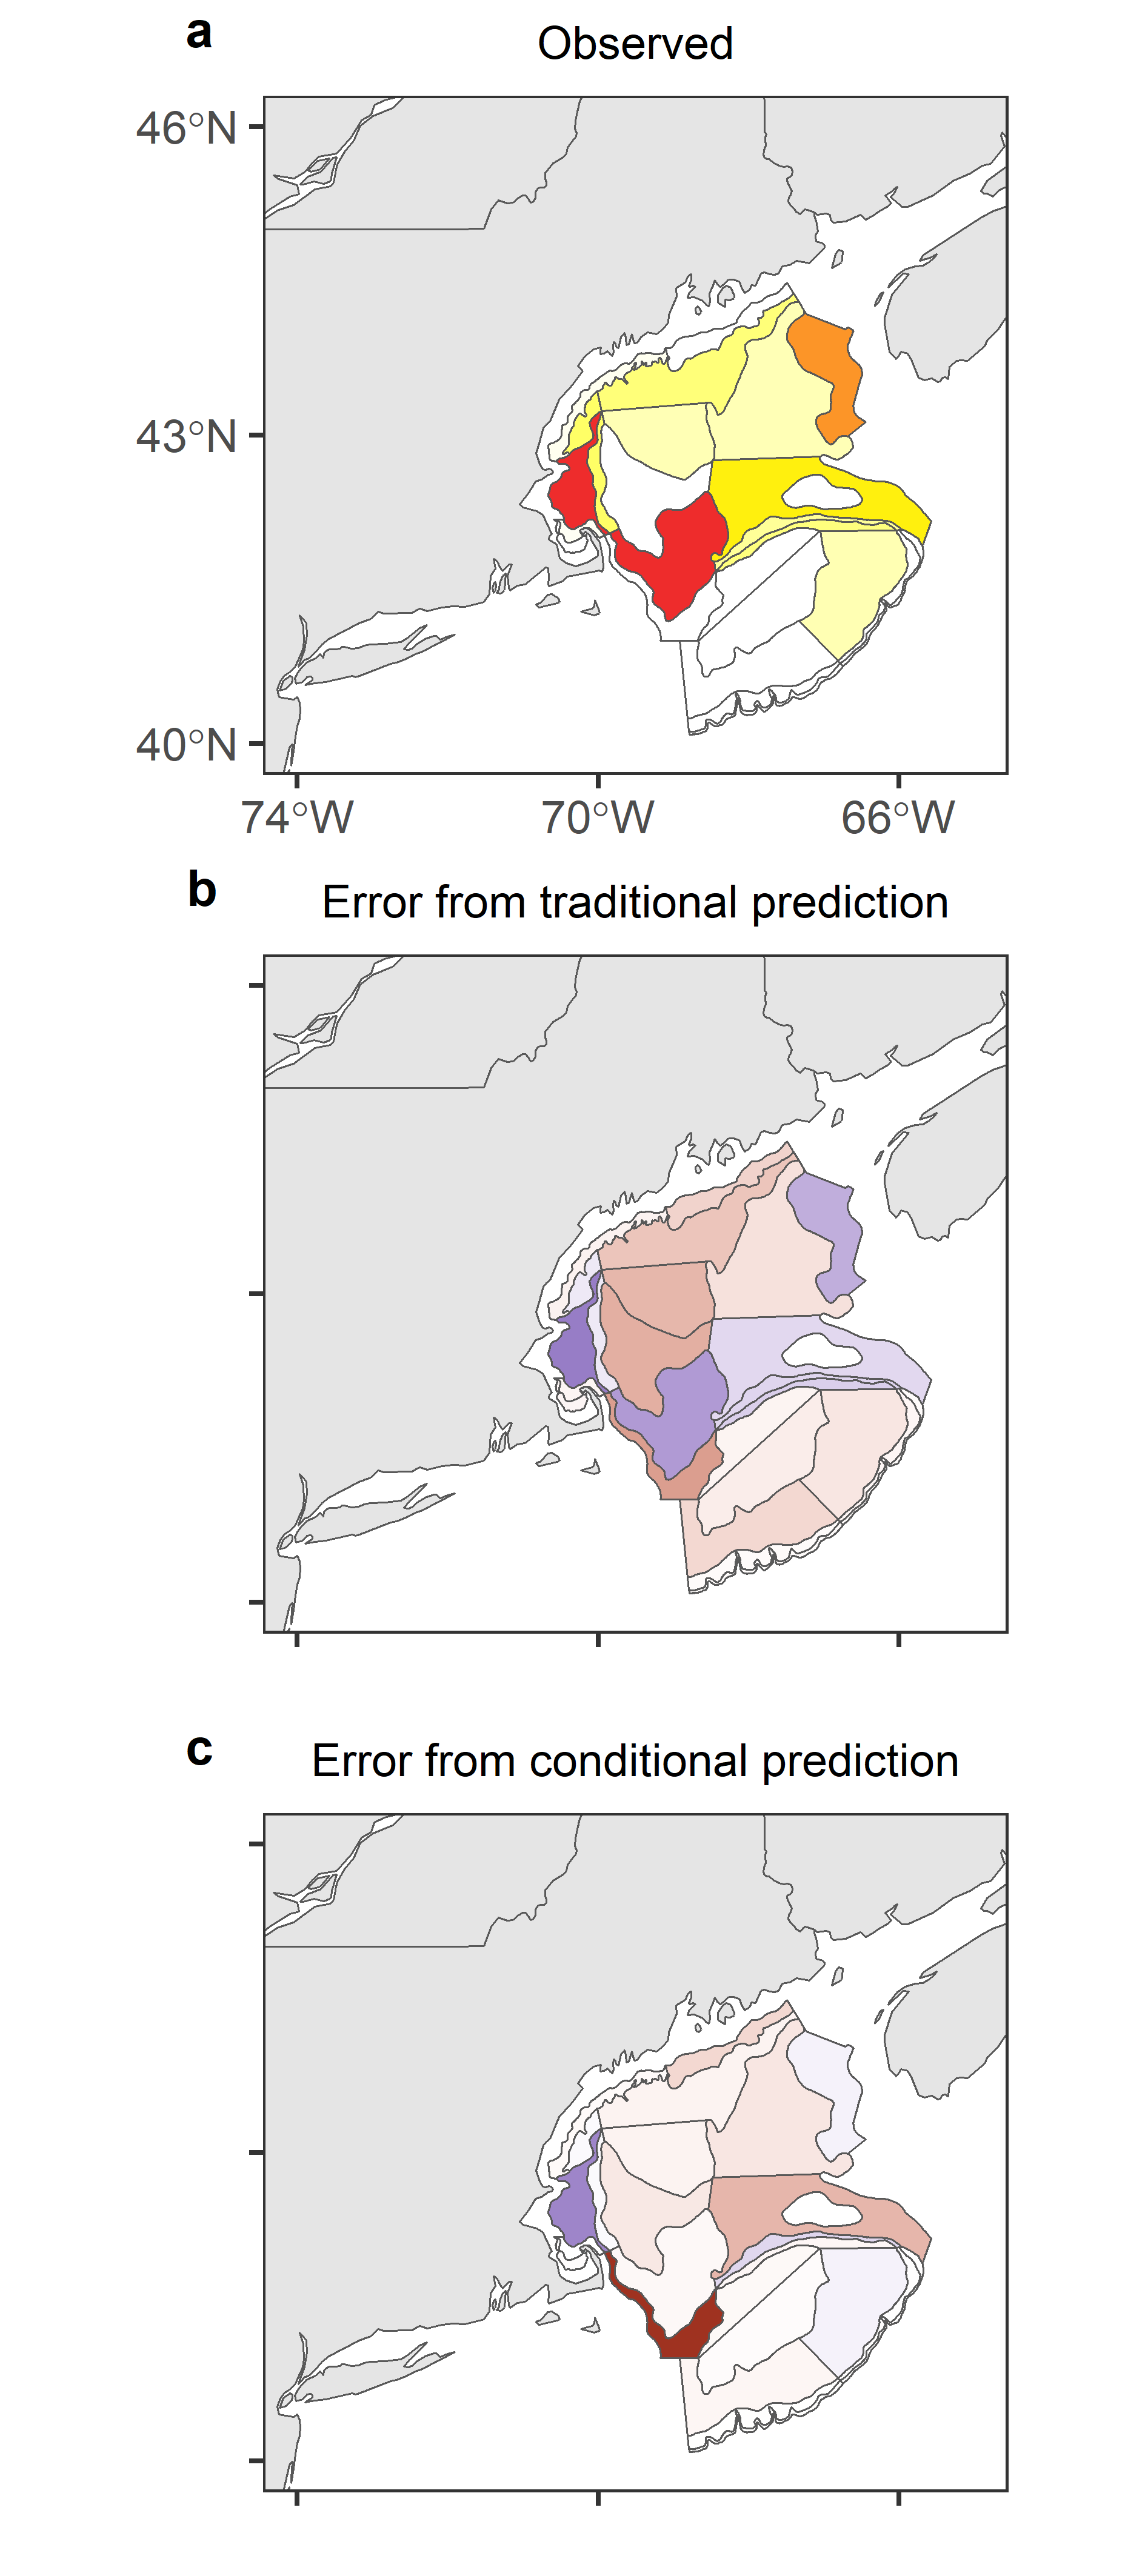 a
Observed
46°N
43°N
40°N
74°W
70°W
66°W
b
Error from traditional prediction
c
Error from conditional prediction